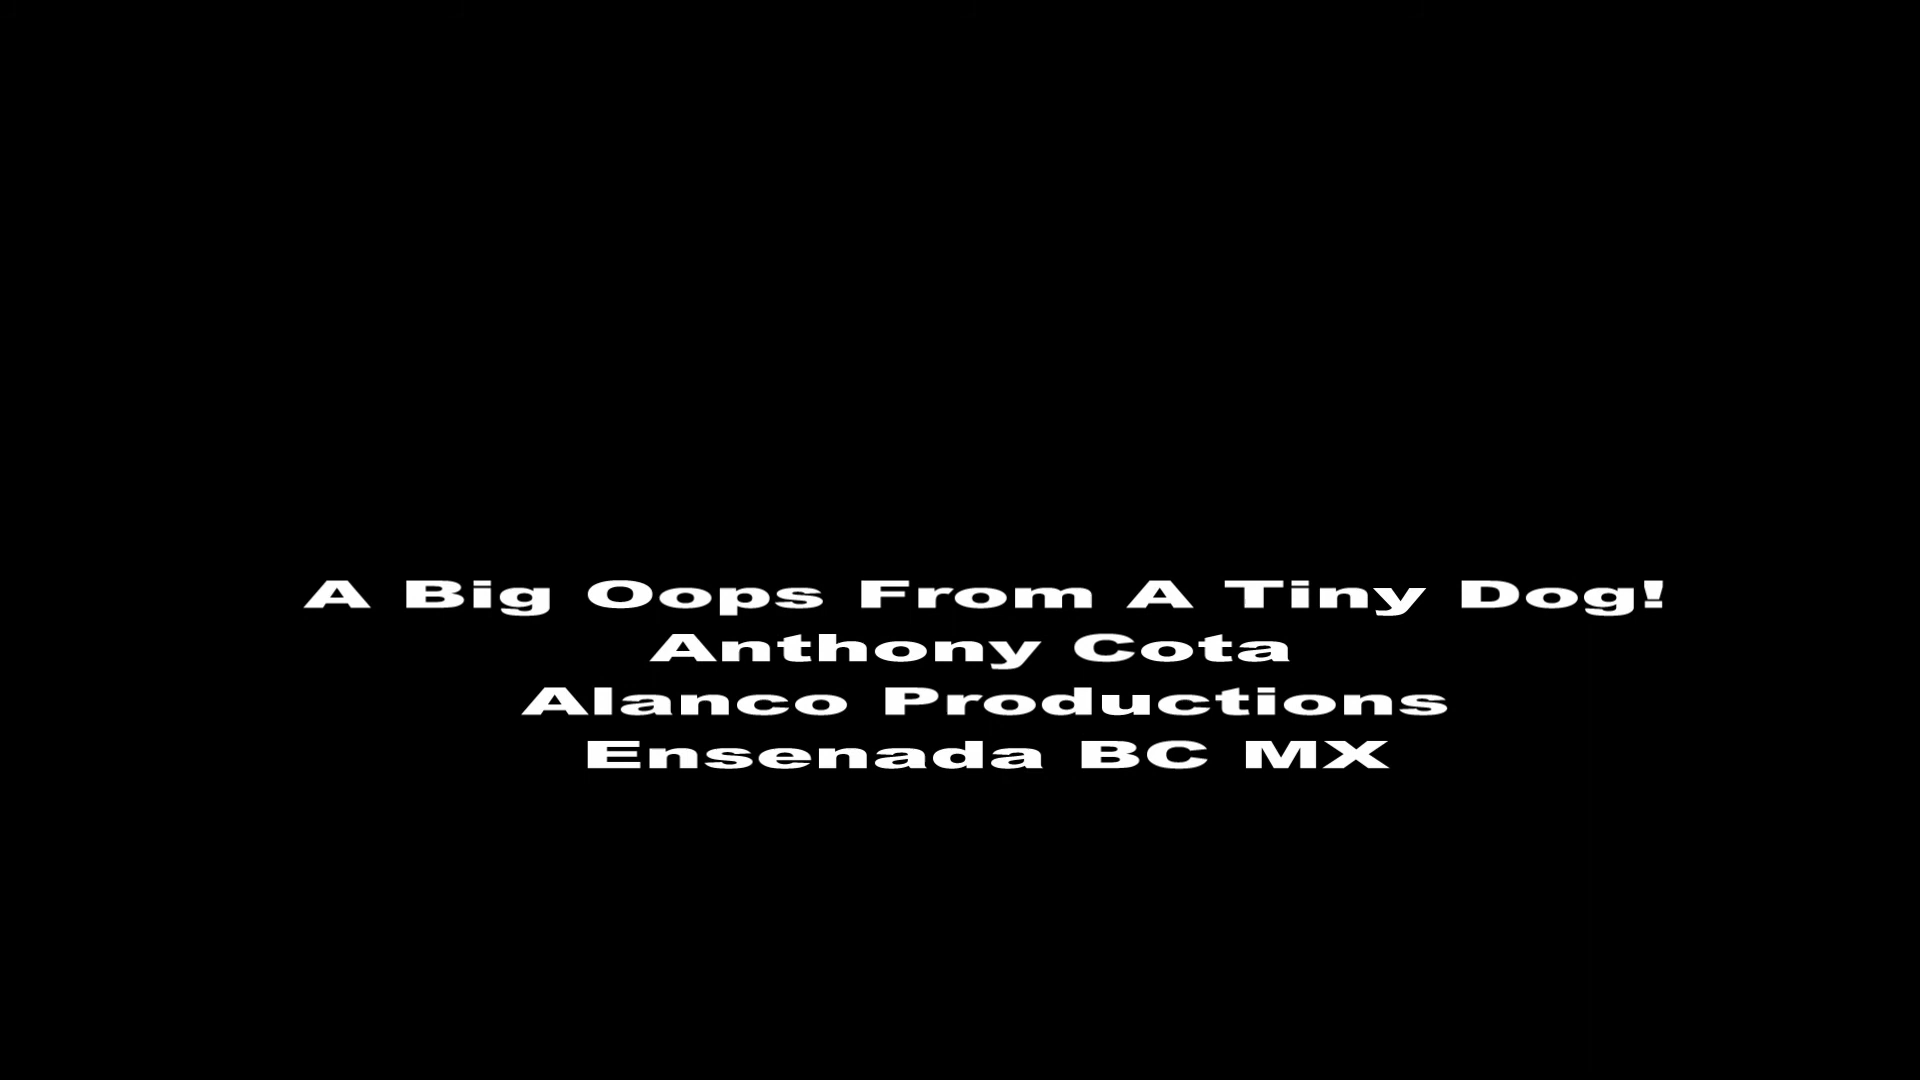 A Big Oops From A Tiny Dog!
Anthony Cota
Alanco Productions
Ensenada BC MX